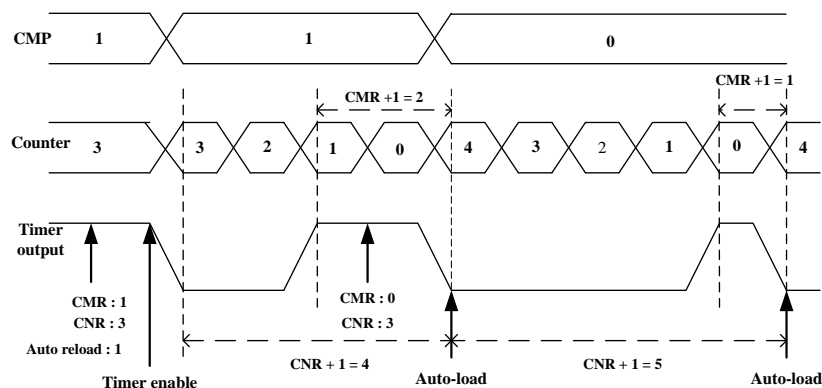 CMP 1 1 0
CMR +1 = 2
CMR+1 = 1
Counter 3 3 2 1 0 4 3 2 1 0 4
Timer
output
CMR : 1
CNR : 3
Auto reload : 1
CMR : 0
CNR : 3
CNR + 1 = 4
CNR + 1 = 5
Timer enable
Auto-load
Auto-load